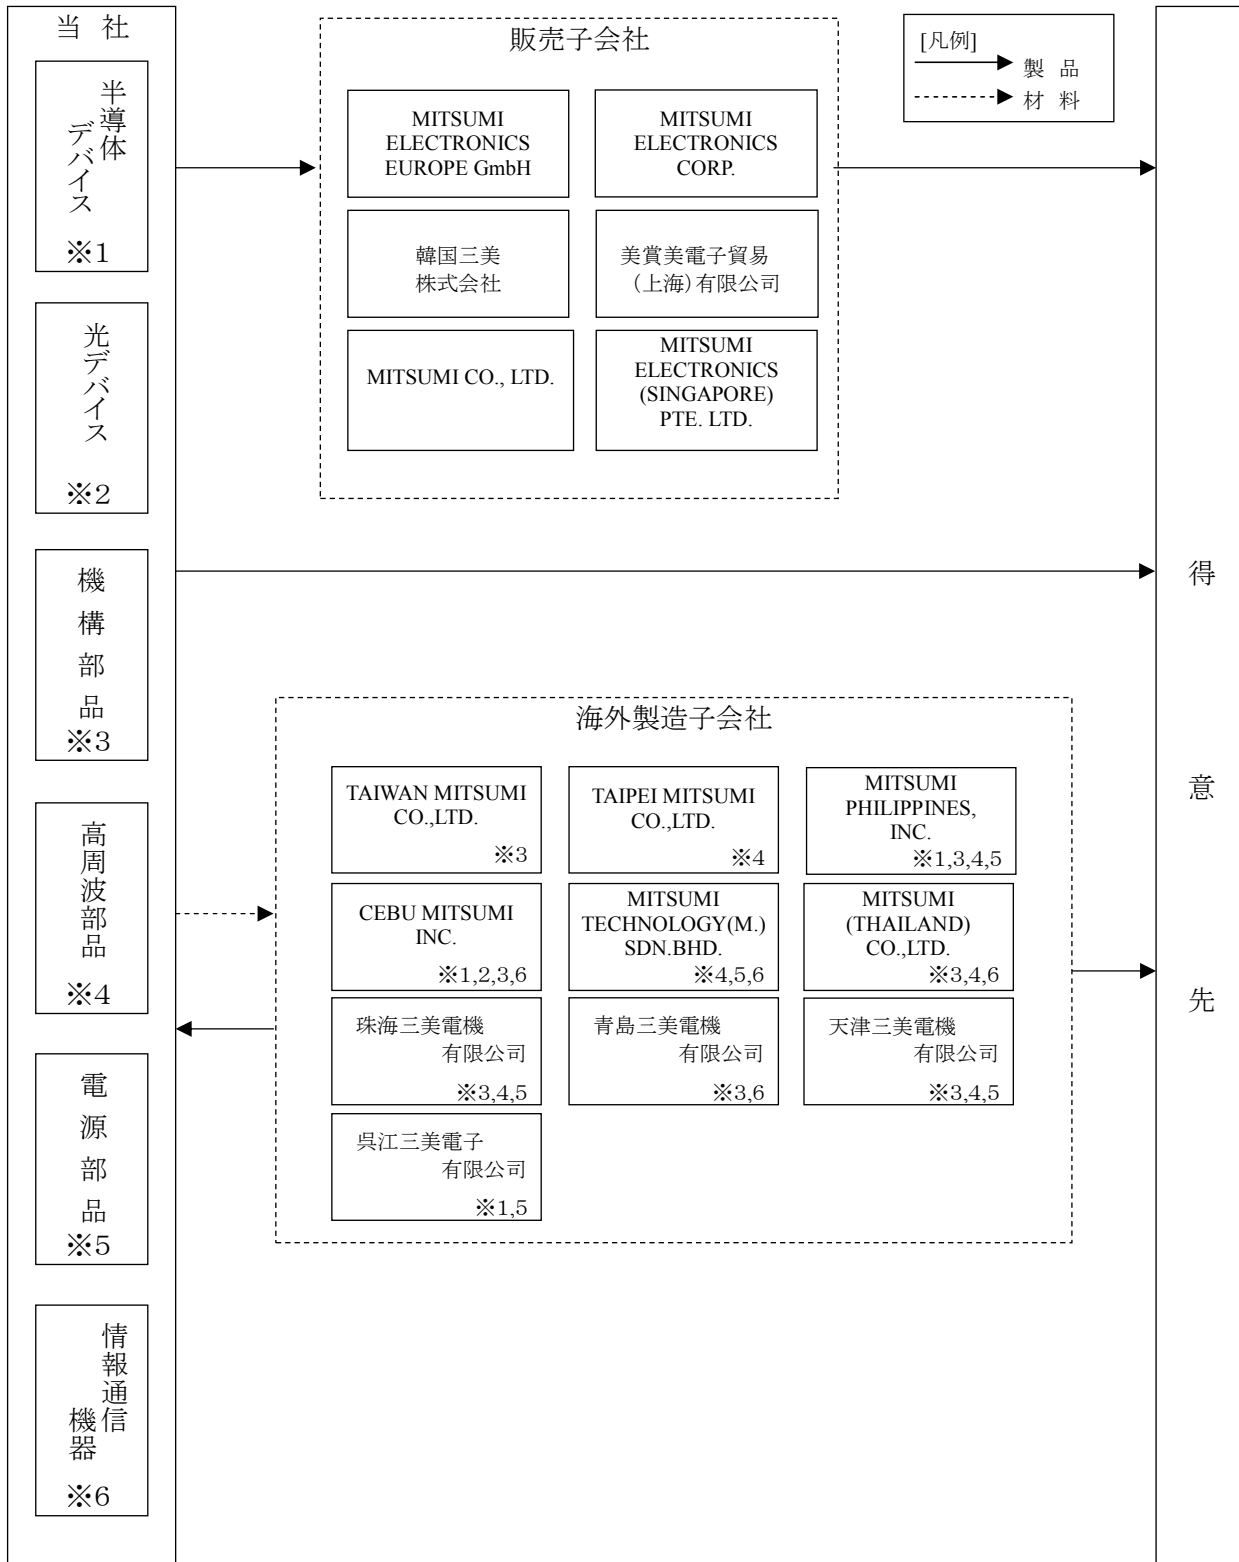 当 社
半導体
デバイス
※1
光デバイス
※2
機構部品
※3
高周波部品
※4
電源部品
※5
情報通信
機器
※6
販売子会社
MITSUMI
ELECTRONICS
EUROPE GmbH
MITSUMI
ELECTRONICS
CORP.
韓国三美
株式会社
美賞美電子貿易
(上海)有限公司
MITSUMI CO., LTD.
MITSUMI
ELECTRONICS
(SINGAPORE)
PTE. LTD.
[凡例]
製 品
材 料
海外製造子会社
TAIWAN MITSUMI
CO.,LTD.
※3
TAIPEI MITSUMI
CO.,LTD.
※4
MITSUMI
PHILIPPINES,
INC.
※1,3,4,5
CEBU MITSUMI
INC.
※1,2,3,6
MITSUMI
TECHNOLOGY(M.)
SDN.BHD.
※4,5,6
MITSUMI
(THAILAND)
CO.,LTD.
※3,4,6
珠海三美電機
有限公司
※3,4,5
青島三美電機
有限公司
※3,6
天津三美電機
有限公司
※3,4,5
呉江三美電子
有限公司
※1,5
得意先